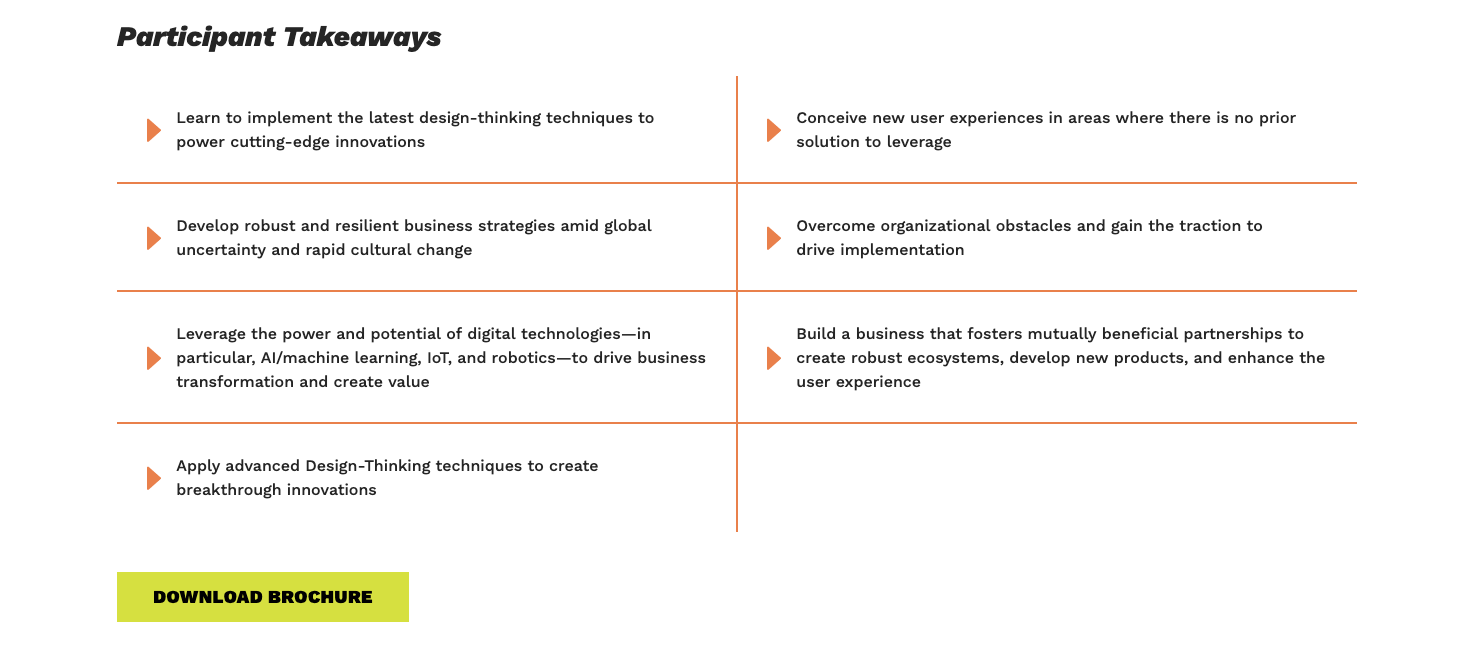 Participant Takeaways
Learn to implement the latest design-thinking techniques to
power cutting-edge innovations
Conceive new user experiences in areas where there is no prior
solution to leverage
Develop robust and resilient business strategies amid global
uncertainty and rapid cultural change
Overcome organizational obstacles and gain the traction to
drive implementation
Leverage the power and potential of digital technologies—in
particular, AI/machine learning, IoT, and robotics—to drive business
transformation and create value
Build a business that fosters mutually beneficial partnerships to
create robust ecosystems, develop new products, and enhance the
user experience
Apply advanced Design-Thinking techniques to create
breakthrough innovations
DOWNLOAD BROCHURE